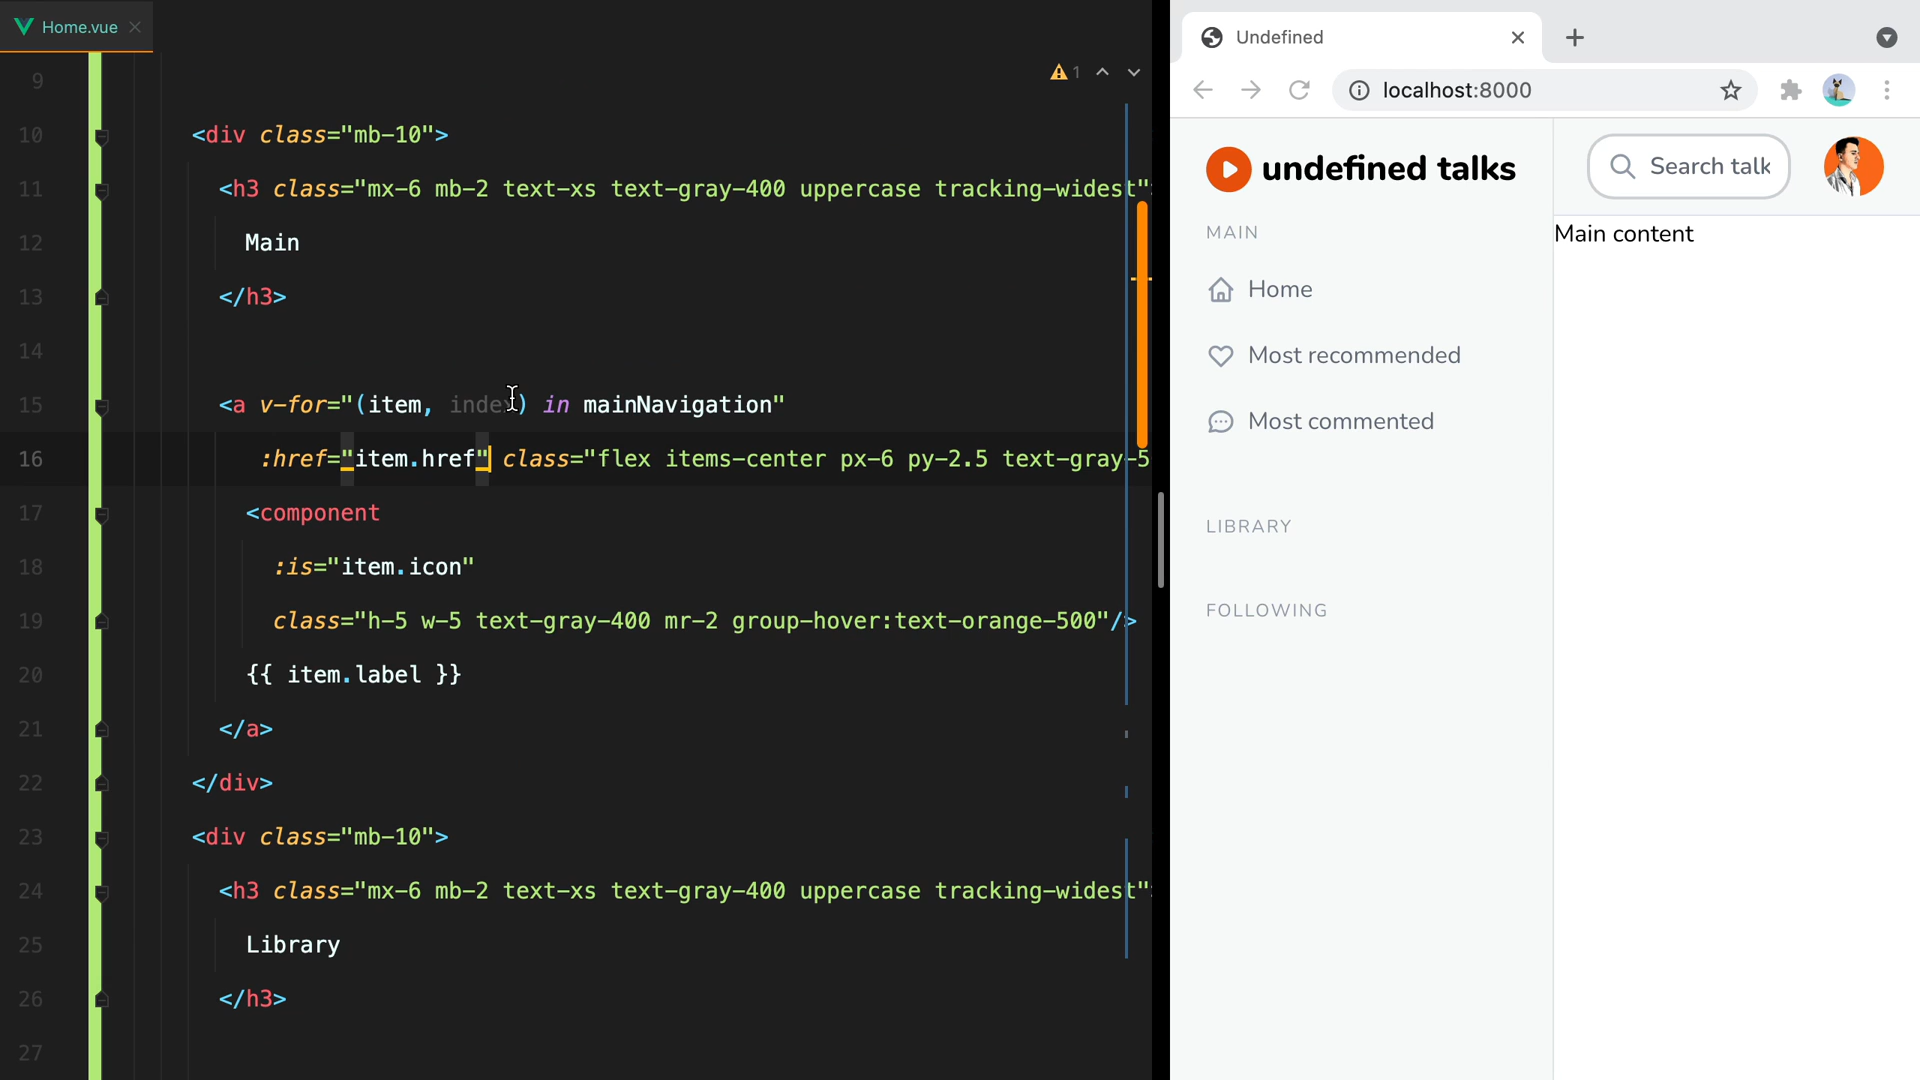 Home.vue
1
9
10 <div class="mb-10">
11 <h3 class="mx-6 mb-2 text-xs text-gray-400 uppercase tracking-widest"
12 Main
13 </h3>
14
15 <a v-for="(item, index) in mainNavigation"
16 :href="item.href" class="flex items-center px-6 py-2.5 text-gray-5
17 <component
18 :is="item.icon"
19 class="h-5 w-5 text-gray-400 mr-2 group-hover:text-orange-500"/>
20 {{ item.label }}
21 </a>
22 </div>
23 <div class="mb-10">
24 <h3 class="mx-6 mb-2 text-xs text-gray-400 uppercase tracking-widest"
25 Library
26 </h3>
27
Undefined
localhost:8000
undefined talks
Search talk
MAIN
Home
Most recommended
Most commented
LIBRARY
FOLLOWING
Main content